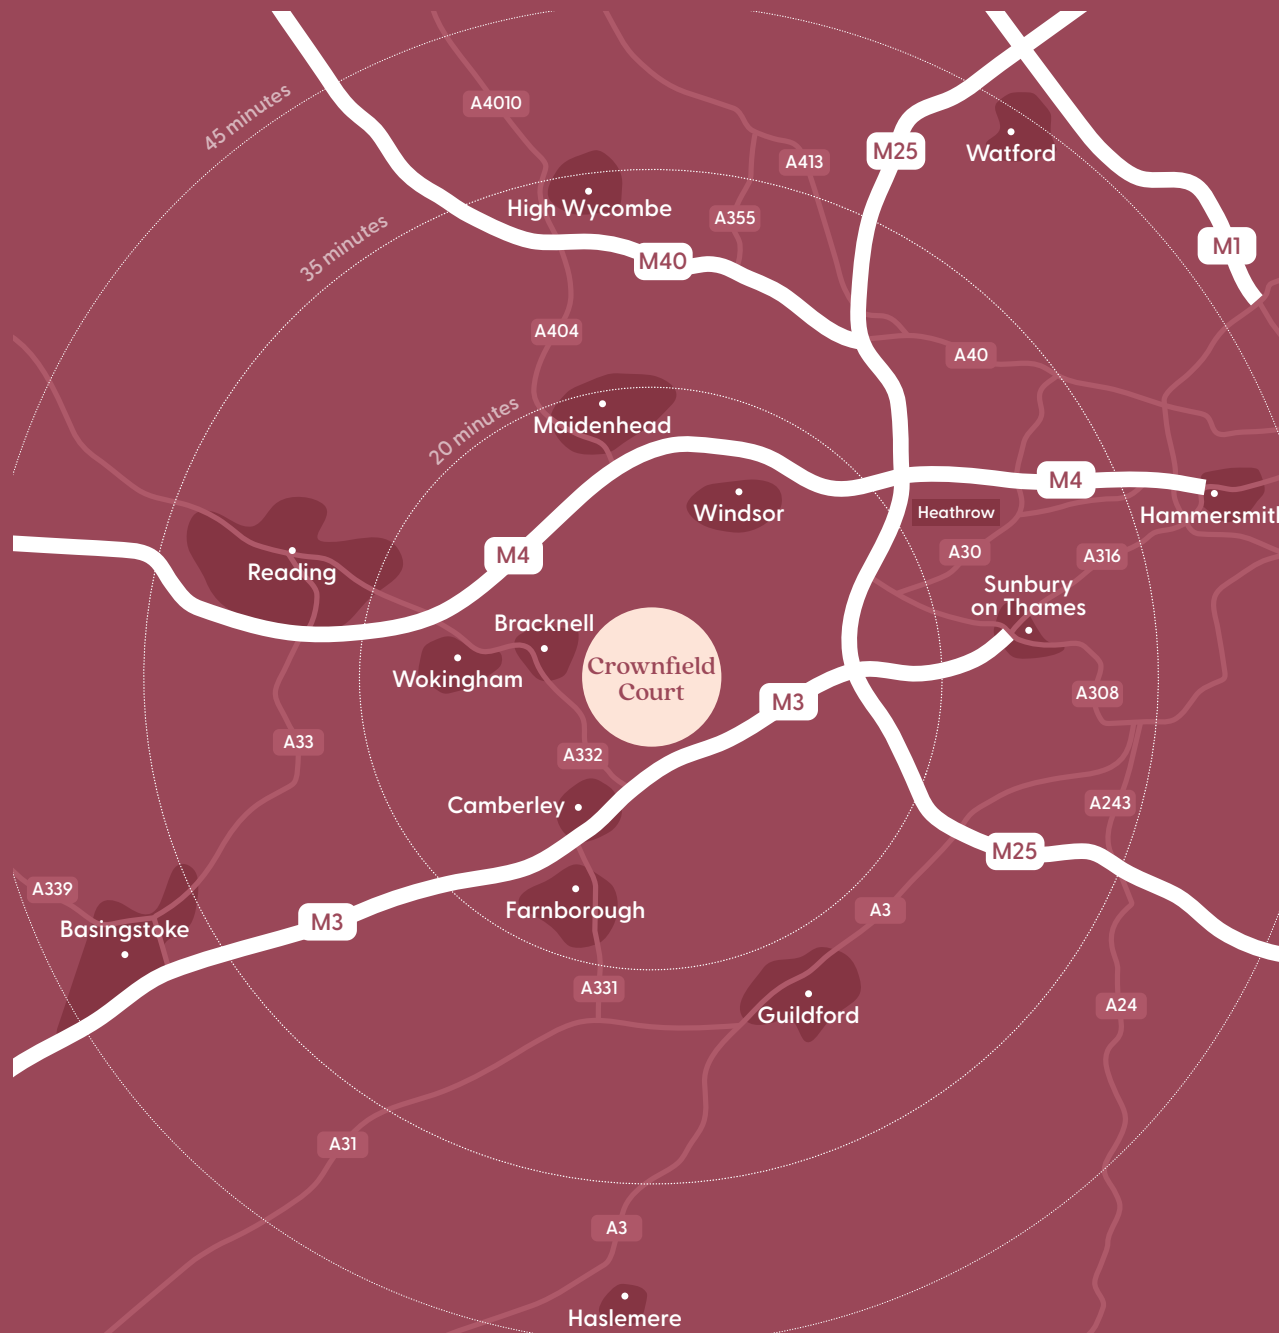 45 minutes
A4010
M25
Watford
A413
High Wycombe
A355
35 minutes
M40
M1
A404
A40
20 minutes
Maidenhead
M4
Windsor
Heathrow
Hammersmith
M4
A30
A316
Reading
Sunbury
on Thames
Bracknell
Crownfield
Court
Wokingham
M3
A308
A33
A332
Camberley
A243
M25
A339
Basingstoke
M3
Farnborough
A3
A331
Guildford
A24
A31
A3
Haslemere